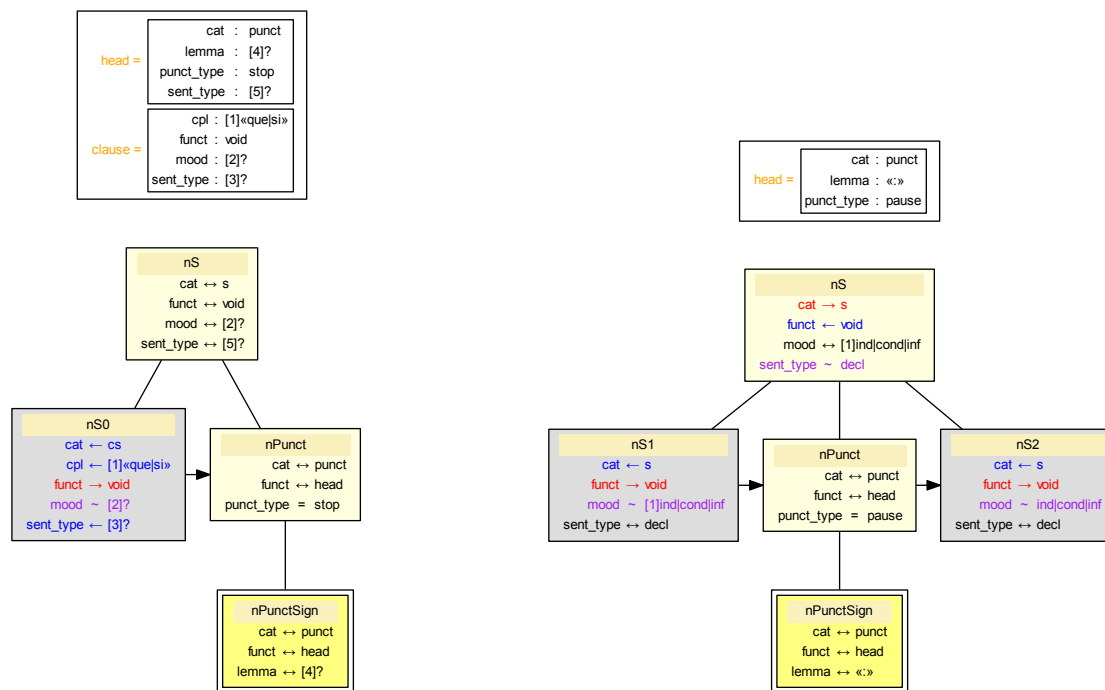 head =
cat : punct
lemma : [4]?
punct_type : stop
sent_type : [5]?
clause =
cpl : [1]«que|si»
funct : void
mood : [2]?
sent_type : [3]?
nS
cat ↔ s
funct ↔ void
mood ↔ [2]?
sent_type ↔ [5]?
nS0
cat ← cs
cpl ← [1]«que|si»
funct → void
mood ~ [2]?
sent_type ← [3]?
nPunct
cat ↔ punct
funct ↔ head
punct_type = stop
nPunctSign
cat ↔ punct
funct ↔ head
lemma ↔ [4]?
head =
cat : punct
lemma : «:»
punct_type : pause
nS
cat → s
funct ← void
mood ↔ [1]ind|cond|inf
sent_type ~ decl
nS1
cat ← s
funct → void
mood ~ [1]ind|cond|inf
sent_type ↔ decl
nPunct
cat ↔ punct
funct ↔ head
punct_type = pause
nS2
cat ← s
funct → void
mood ~ ind|cond|inf
sent_type ↔ decl
nPunctSign
cat ↔ punct
funct ↔ head
lemma ↔ «:»